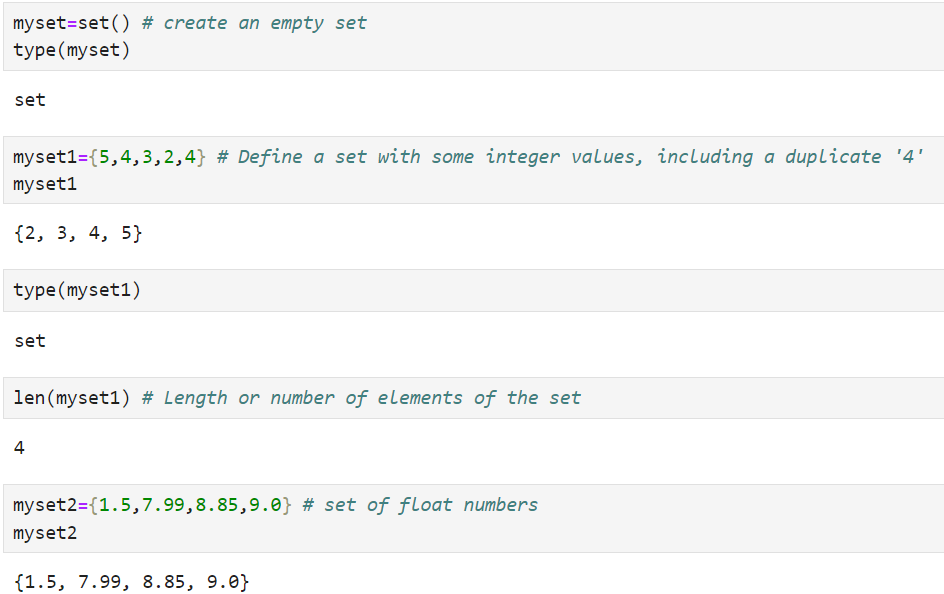 myset=set() # create an empty set
type(myset)
set
myset1={5,4,3,2,4} # Define a set with some integer values, including a duplicate '4'
myset1
{2, 3, 4, 5}
type(myset1)
set
len(myset1) # Length or number of elements of the set
4
myset2={1.5,7.99,8.85,9.0} # set of float numbers
myset2
{1.5, 7.99, 8.85, 9.0}